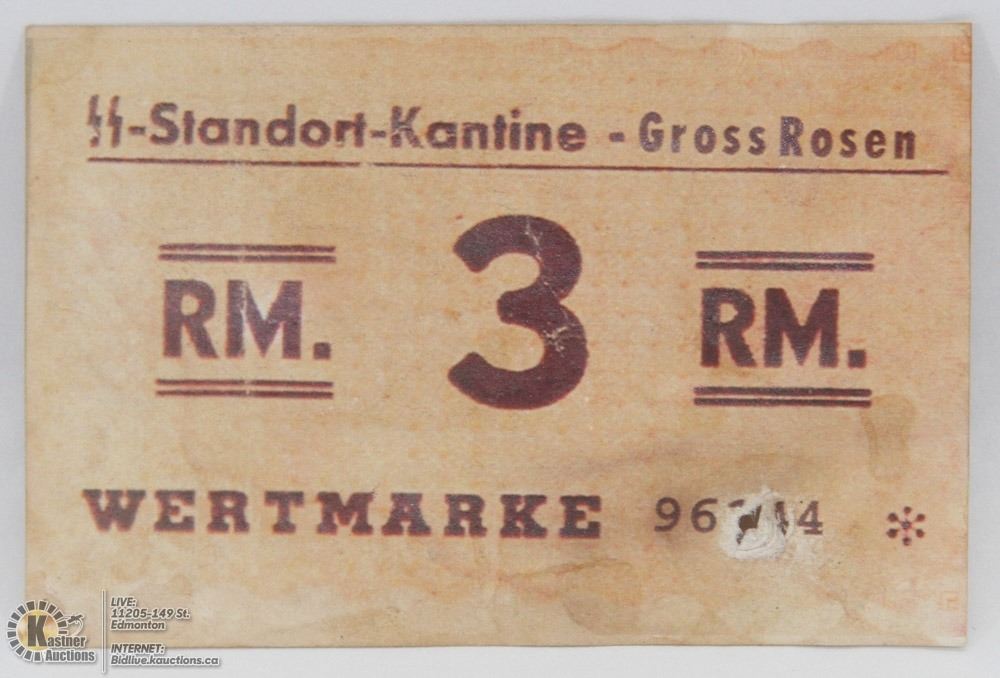 ᛋᛋ-Standort-Kantine - Gross Rosen
RM. 3 RM.
WERTMARKE
Kastner Auctions
LIVE:
11205-149 St.
Edmonton
INTERNET:
Bidlive.kauctions.ca